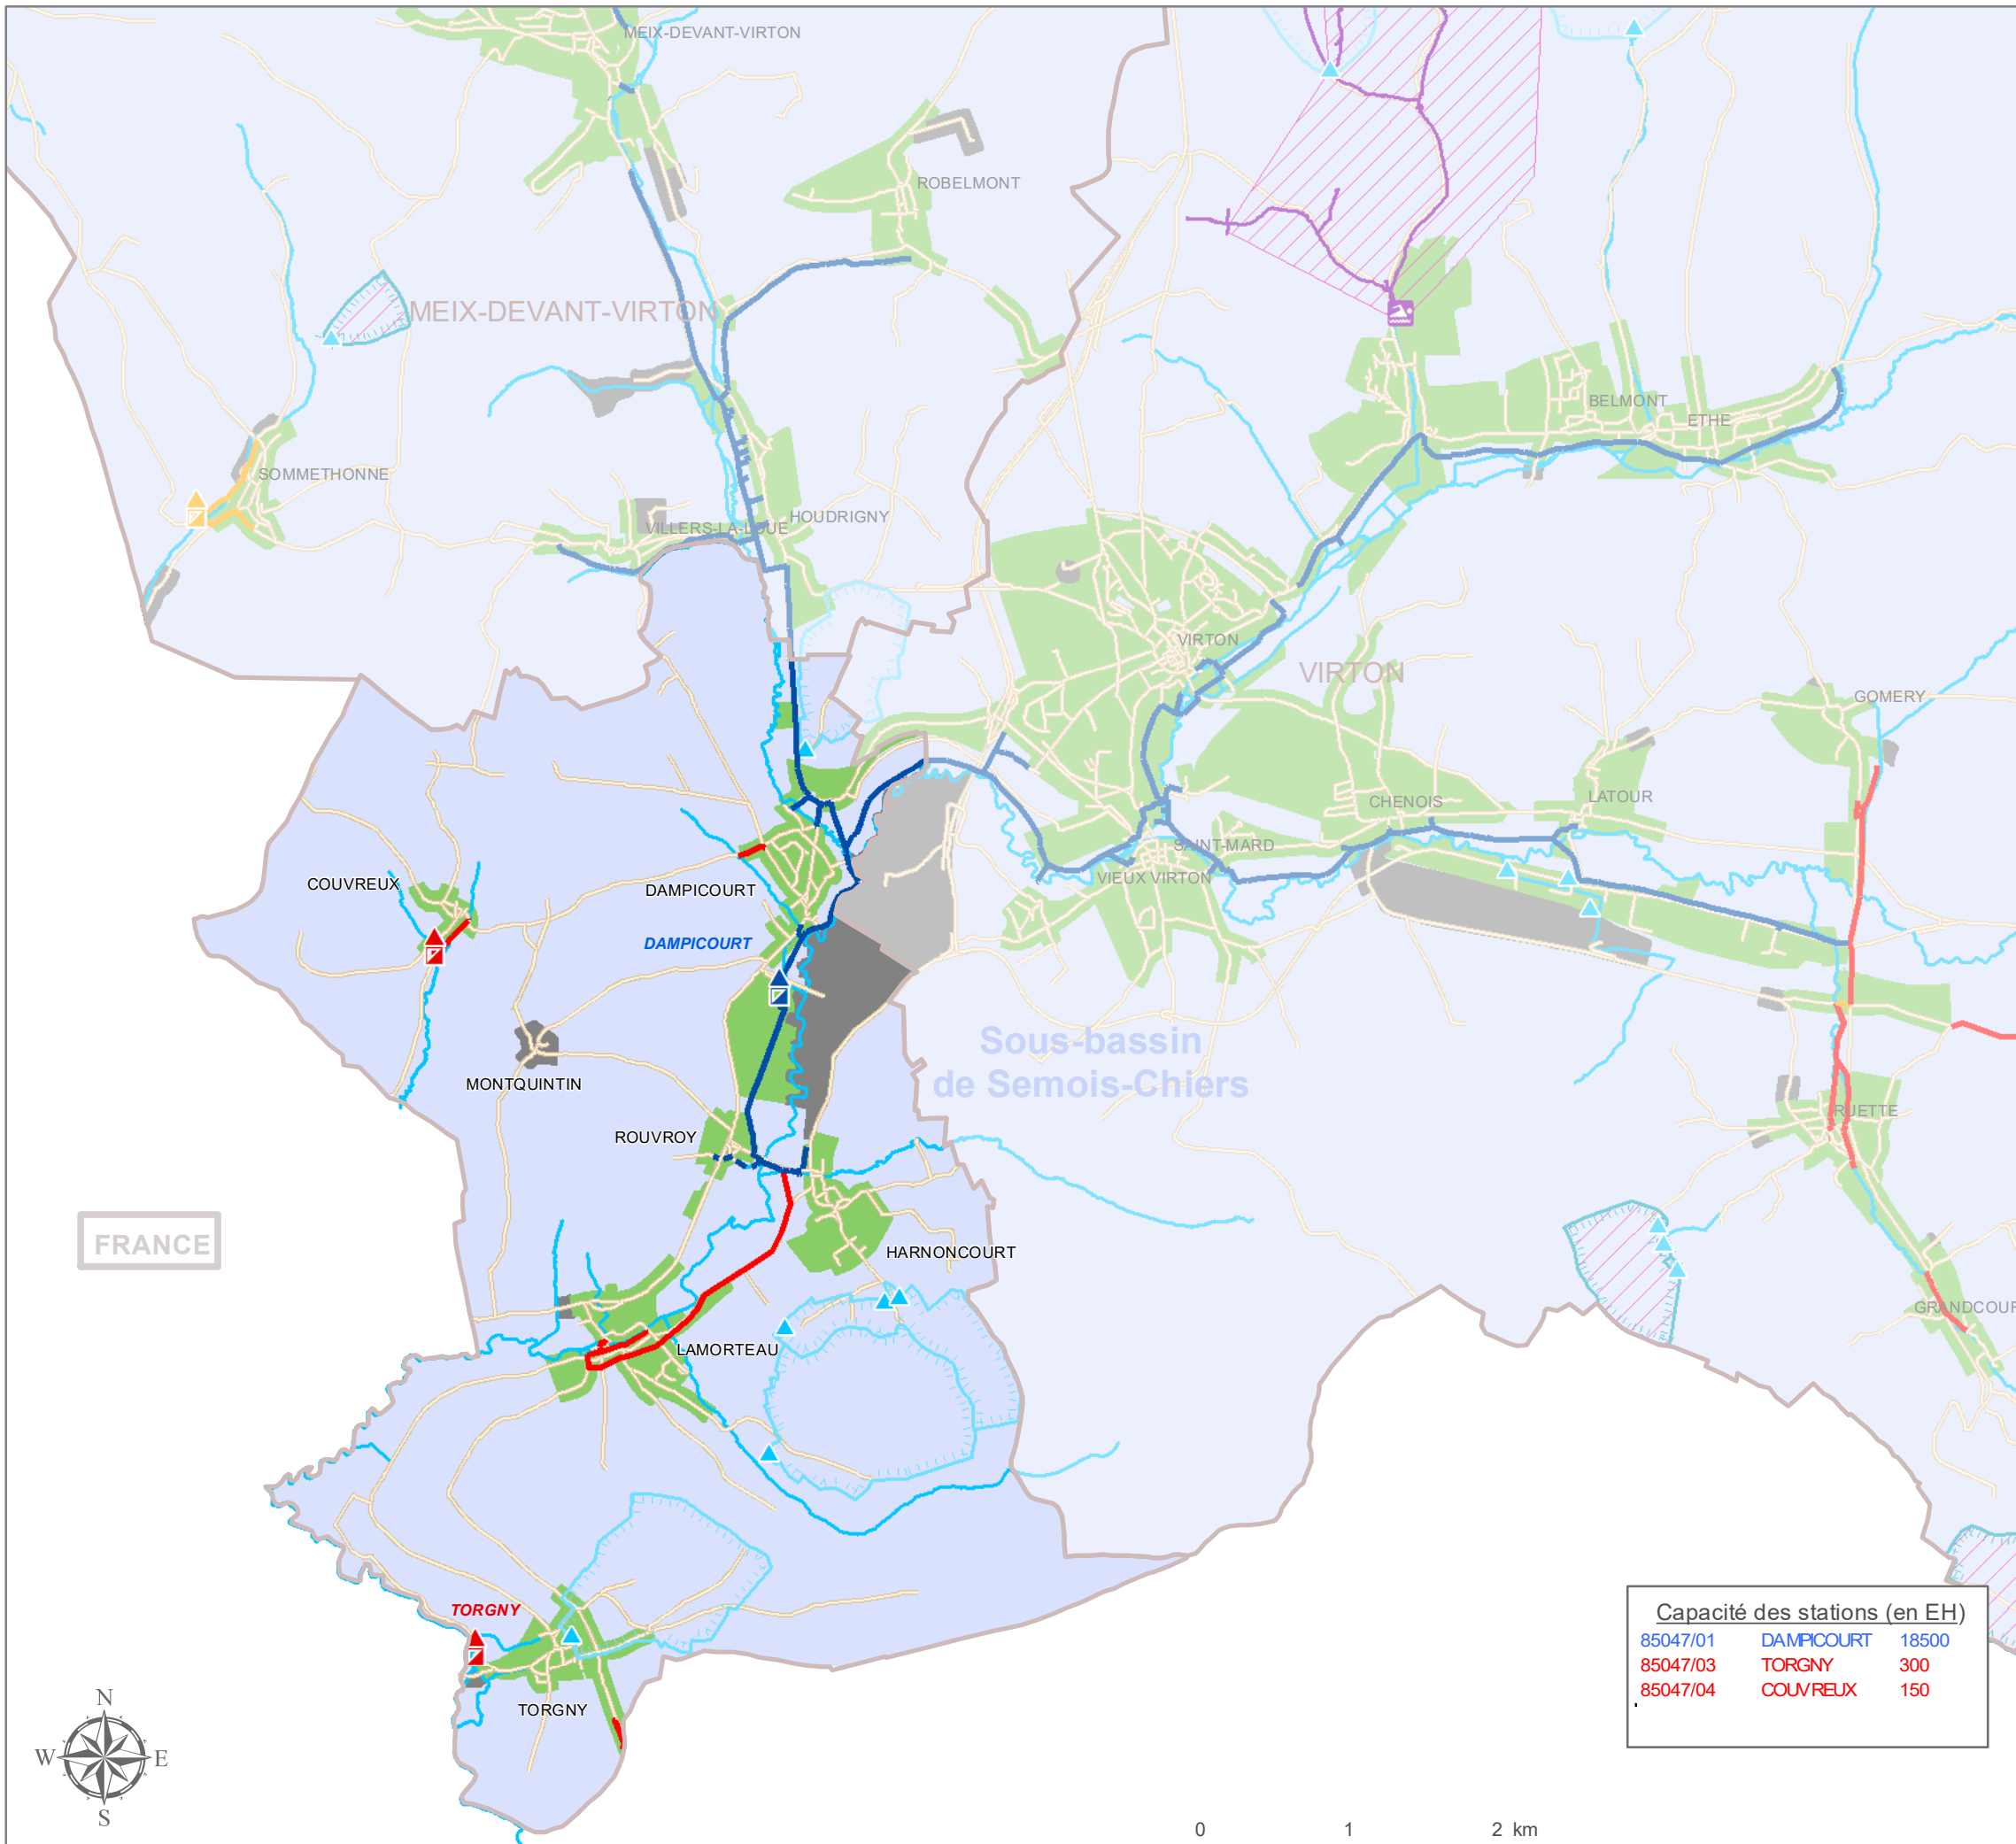 MEIX-DEVANT-VIRTON
ROBELMONT
MEIX-DEVANT-VIRTON
BELMONT
ETHE
SOMMETHONNE
VILLERS-LA-LOUE
HOUDRIGNY
VIRTON
VIRTON
GOMERY
CHENOIS
LATOUR
SAINT-MARD
VIEUX VIRTON
COUVREUX
DAMPICOURT
DAMPICOURT
Sous-bassin
de Semois-Chiers
MONTQUINTIN
ROUVROY
RUETTE
FRANCE
HARNONCOURT
GRANDCOUR
LAMORTEAU
TORGNY
TORGNY
Capacité des stations (en EH)
85047/01 DAMPICOURT 18500
85047/03 TORGNY 300
85047/04 COUVREUX 150
N
W E
S
0 1 2 km